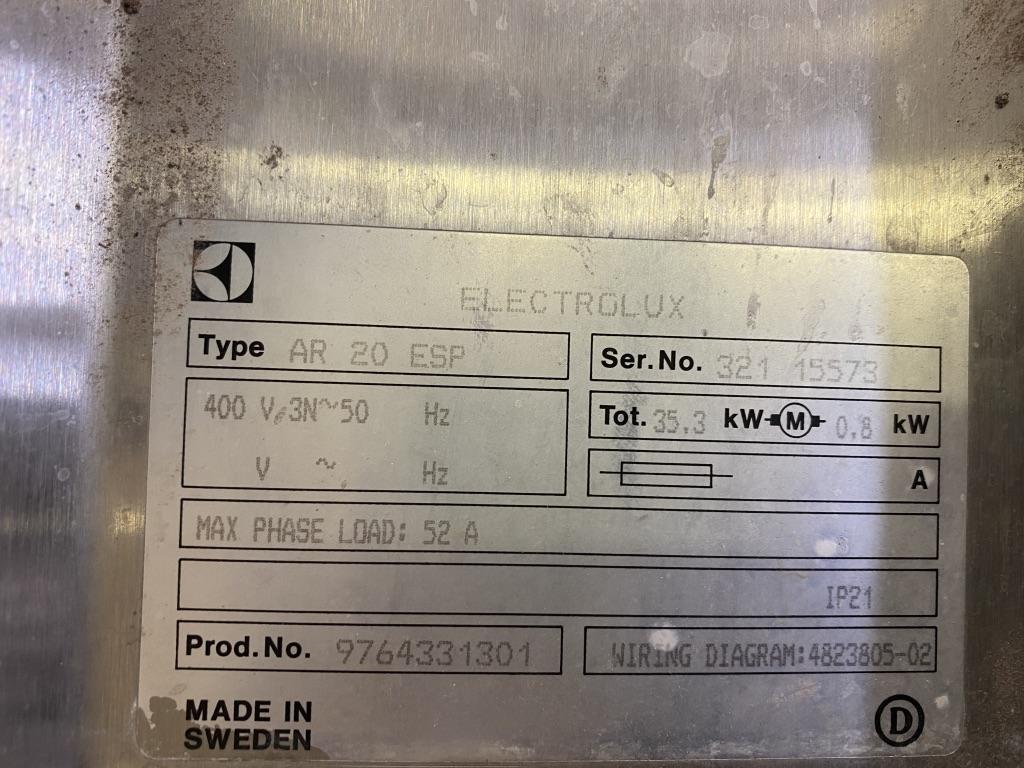 ELECTROLUX
Type AR 20 ESP
Ser.No. 321 15573
400 V,3N~50 Hz
Tot. 35.3 kW M 0.8 kW
V ~ Hz
A
MAX PHASE LOAD: 52 A
IP21
Prod.No. 9764331301
WIRING DIAGRAM:4823805-02
MADE IN
SWEDEN
D